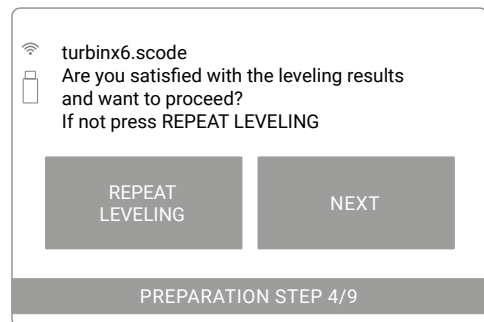 turbinx6.scode
Are you satisfied with the leveling results
and want to proceed?
If not press REPEAT LEVELING
REPEAT
LEVELING
NEXT
PREPARATION STEP 4/9